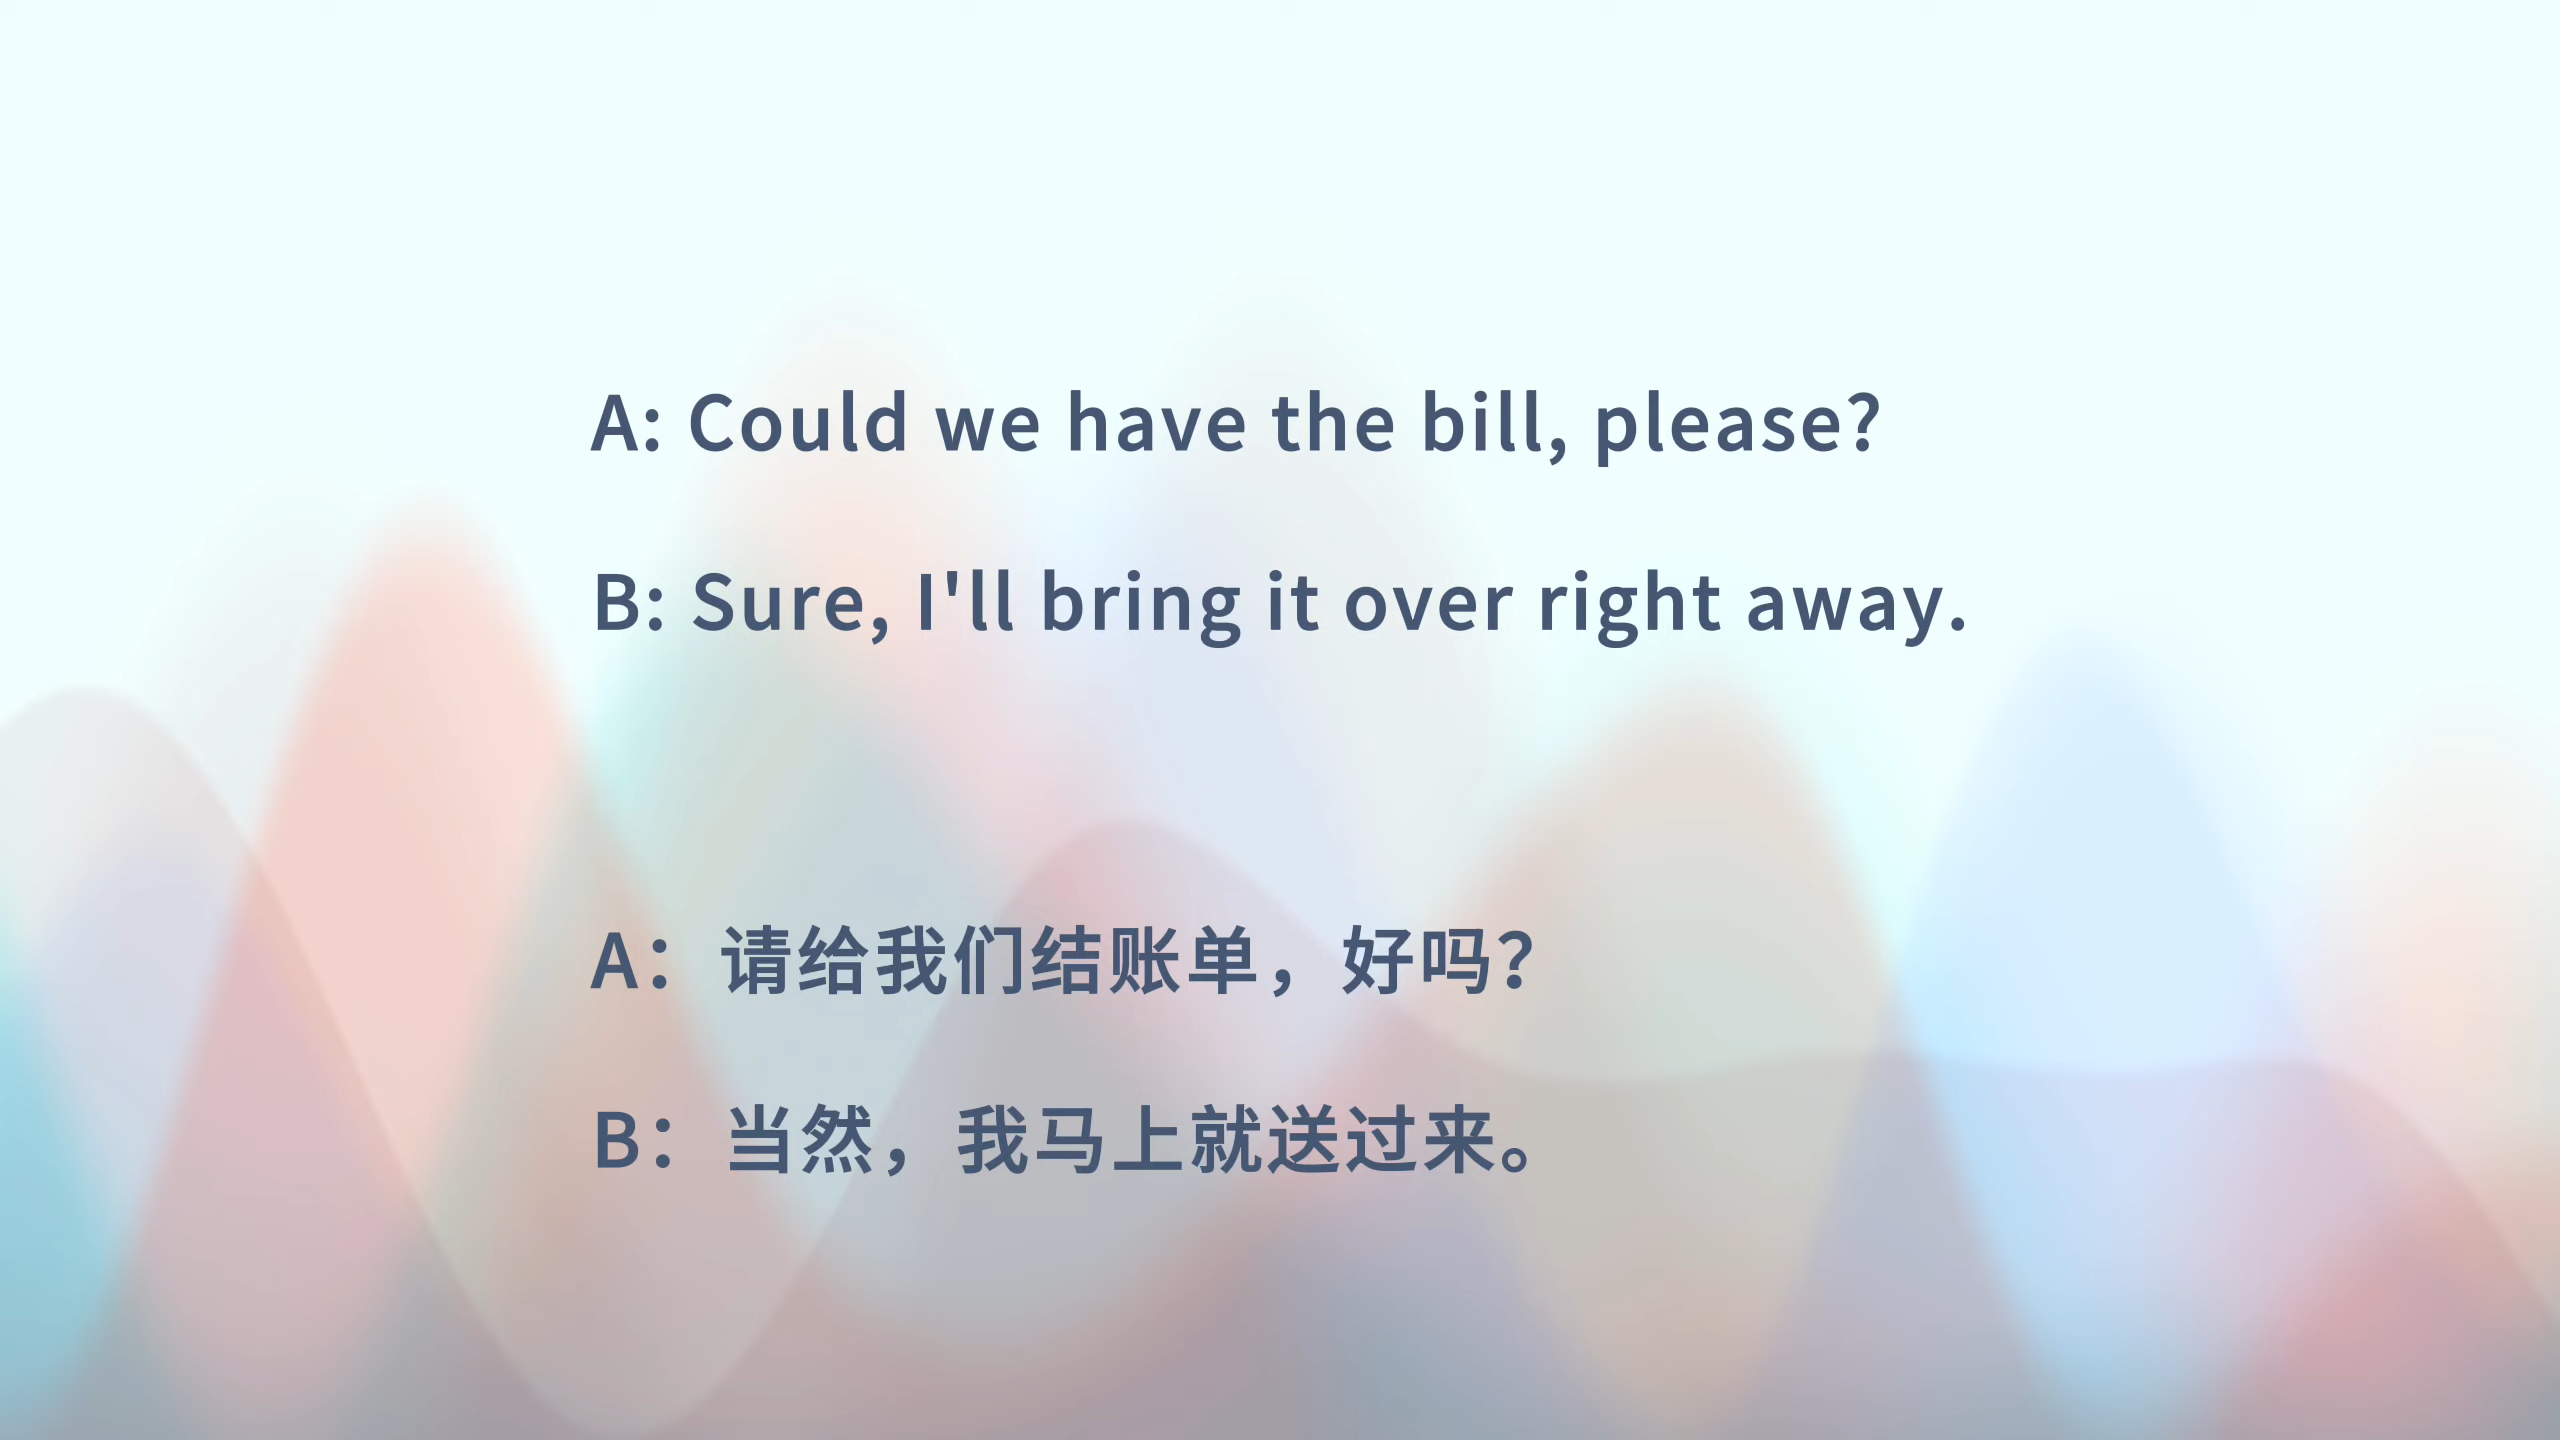 A: Could we have the bill, please?
B: Sure, I'll bring it over right away.
A：请给我们结账单，好吗？
B：当然，我马上就送过来。